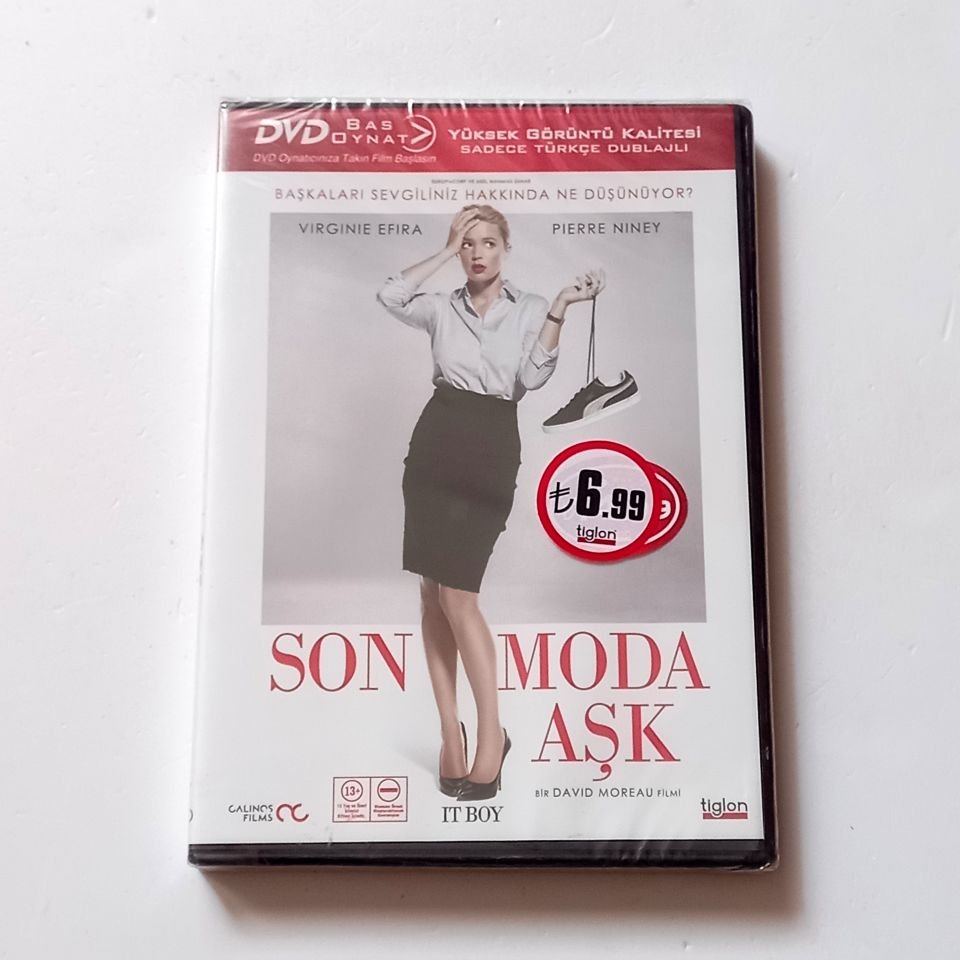 DVD BAS OYNAT
YÜKSEK GÖRÜNTÜ KALİTESİ
SADECE TÜRKÇE DUBLAJLI
DVD Oynatıcınıza Takın Film Başlasın
BAŞKALARI SEVGİLİNİZ HAKKINDA NE DÜŞÜNÜYOR?
VIRGINIE EFIRA
PIERRE NINEY
₺6.99
tiglon
SON MODA
AŞK
BİR DAVID MOREAU FİLMİ
CALINOS
FILMS
13+
IT BOY
tiglon